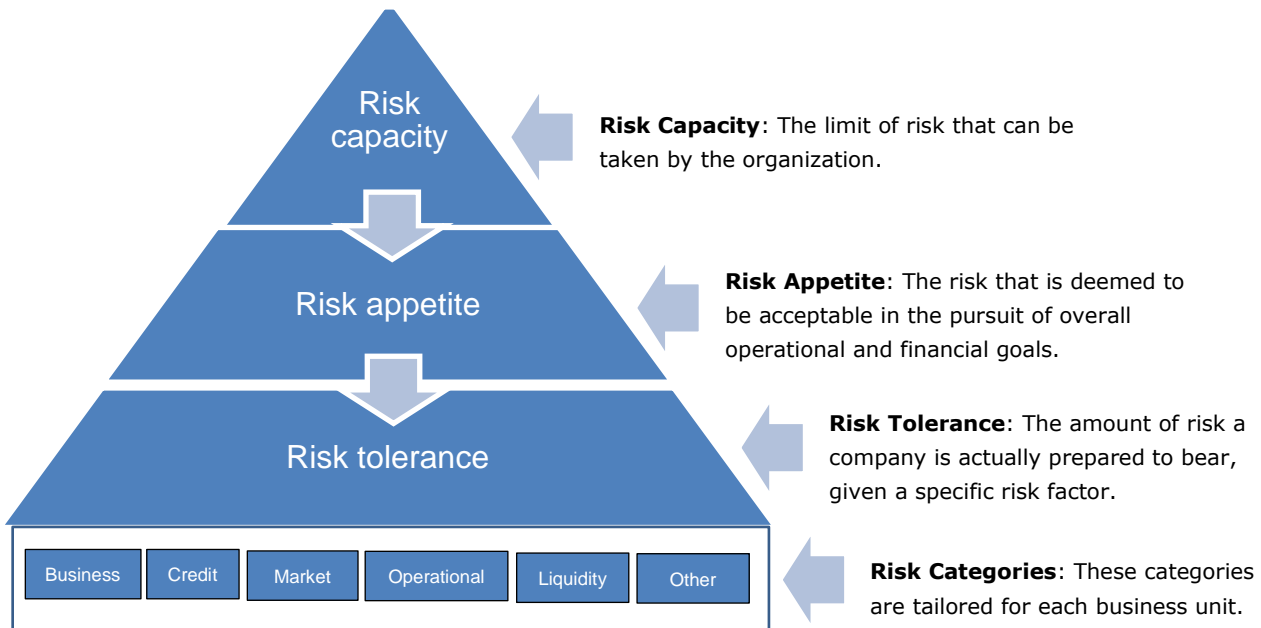 Risk
capacity
Risk Capacity: The limit of risk that can be
taken by the organization.
Risk appetite
Risk Appetite: The risk that is deemed to
be acceptable in the pursuit of overall
operational and financial goals.
Risk tolerance
Risk Tolerance: The amount of risk a
company is actually prepared to bear,
given a specific risk factor.
Business Credit Market Operational Liquidity Other
Risk Categories: These categories
are tailored for each business unit.